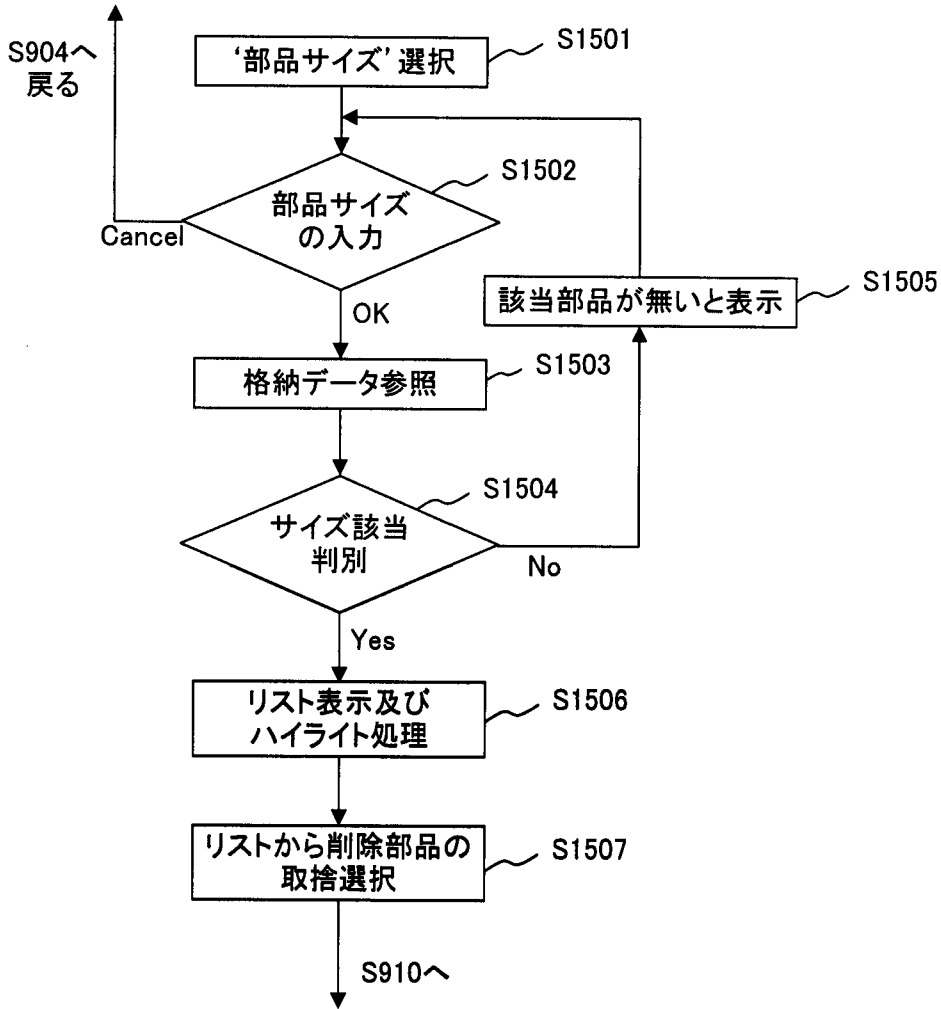 S904へ
戻る
‘部品サイズ’選択
S1501
S1502
部品サイズ
の入力
Cancel
OK
該当部品が無いと表示
S1505
格納データ参照
S1503
S1504
サイズ該当
判別
No
Yes
リスト表示及び
ハイライト処理
S1506
リストから削除部品の
取捨選択
S1507
S910へ